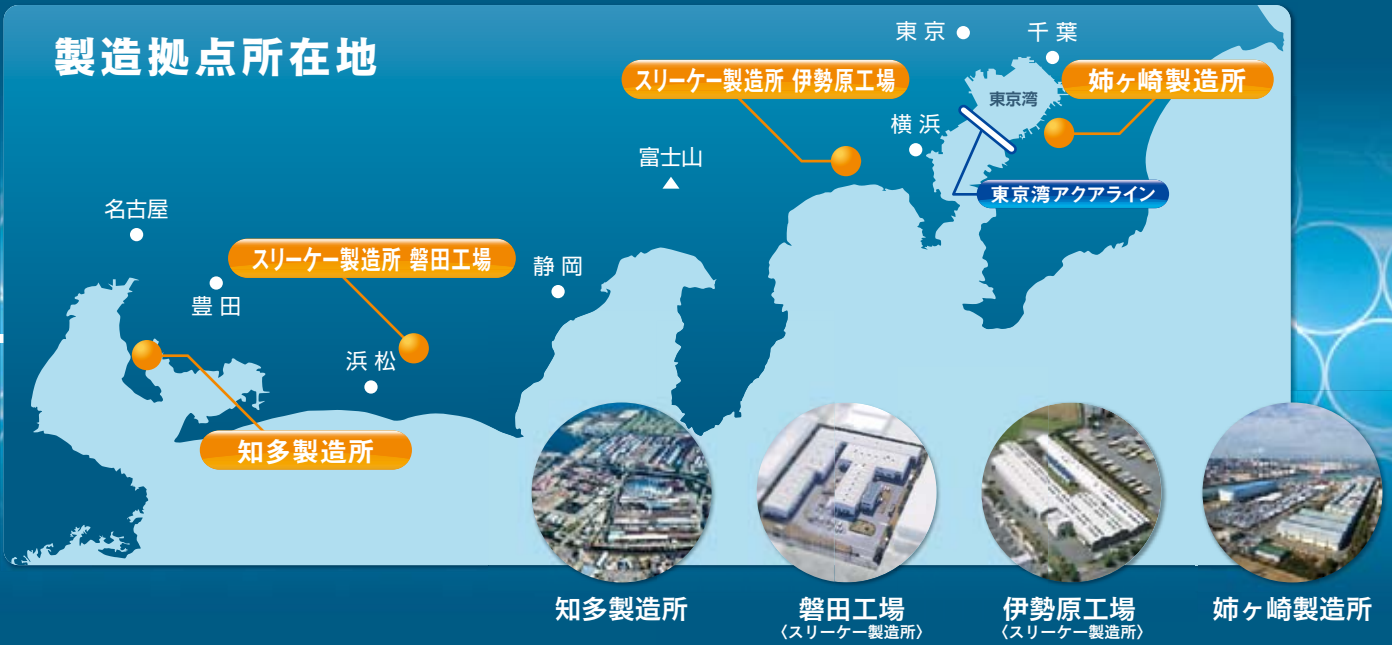 製造拠点所在地
東京
千葉
スリーケー製造所 伊勢原工場
姉ヶ崎製造所
東京湾
横浜
富士山
東京湾アクアライン
名古屋
スリーケー製造所 磐田工場
静岡
豊田
浜松
知多製造所
知多製造所
磐田工場
〈スリーケー製造所〉
伊勢原工場
〈スリーケー製造所〉
姉ヶ崎製造所